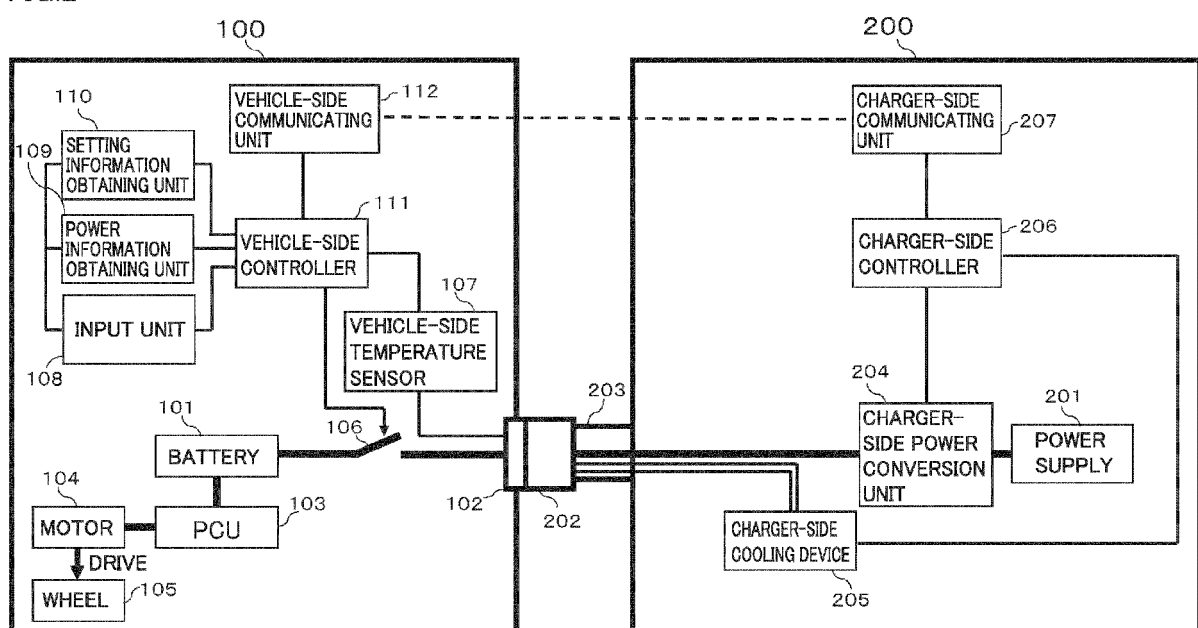 100
200
110
SETTING
INFORMATION
OBTAINING UNIT
VEHICLE-SIDE
COMMUNICATING
UNIT
112
CHARGER-SIDE
COMMUNICATING
UNIT
207
109
POWER
INFORMATION
OBTAINING UNIT
111
VEHICLE-SIDE
CONTROLLER
CHARGER-SIDE
CONTROLLER
206
INPUT UNIT
108
107
VEHICLE-SIDE
TEMPERATURE
SENSOR
101
BATTERY
106
203
204
CHARGER-
SIDE POWER
CONVERSION
UNIT
201
POWER
SUPPLY
104
MOTOR
PCU
103
102
202
CHARGER-SIDE
COOLING DEVICE
205
DRIVE
WHEEL
105